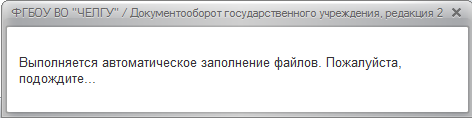 ФГБОУ ВО "ЧЕПГУ" / Документооборот государственного учреждения, редакция 2
Выполняется автоматическое заполнение файлов. Пожалуйста,
подождите...